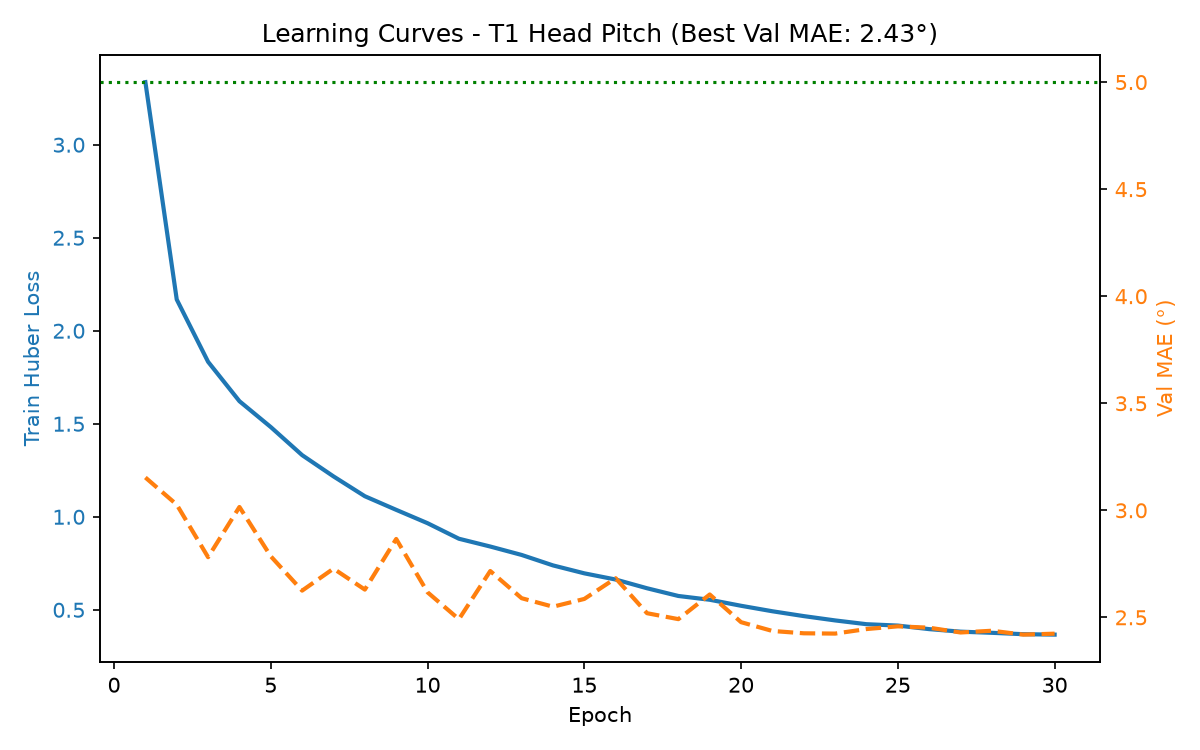 Learning Curves - T1 Head Pitch (Best Val MAE: 2.43°)
Train Huber Loss
3.0
2.5
2.0
1.5
1.0
0.5
5.0
4.5
4.0
3.5
3.0
2.5
Val MAE (°)
0 5 10 15 20 25 30
Epoch